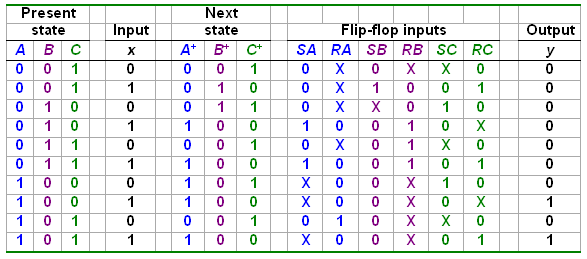 Present Next
state Input state Flip-flop inputs Output
A B C x A⁺ B⁺ C⁺ SA RA SB RB SC RC y
0 0 1 0 0 0 1 0 X 0 X X 0 0
0 0 1 1 0 1 0 0 X 1 0 0 1 0
0 1 0 0 0 1 1 0 X X 0 1 0 0
0 1 0 1 1 0 0 1 0 0 1 0 X 0
0 1 1 0 0 0 1 0 X 0 1 X 0 0
0 1 1 1 1 0 0 1 0 0 1 0 1 0
1 0 0 0 1 0 1 X 0 0 X 1 0 0
1 0 0 1 1 0 0 X 0 0 X 0 X 1
1 0 1 0 0 0 1 0 1 0 X X 0 0
1 0 1 1 1 0 0 X 0 0 X 0 1 1